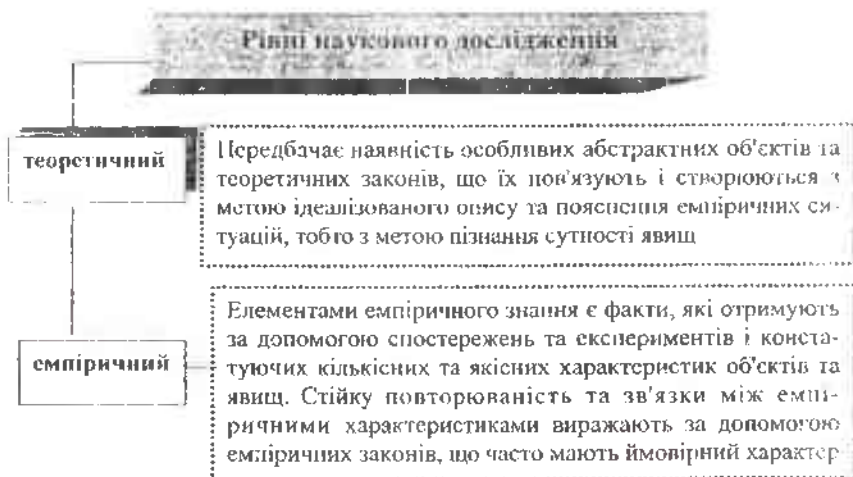 Рівні наукового дослідження
теоретичний
Передбачає наявність особливих абстрактних об'єктів та
теоретичних законів, що їх пов'язують і створюються з
метою ідеалізованого опису та пояснення емпіричних си-
туацій, тобто з метою пізнання сутності явищ
емпіричний
Елементами емпіричного знання є факти, які отримують
за допомогою спостережень та експериментів і конста-
туючих кількісних та якісних характеристик об'єктів та
явищ. Стійку повторюваність та зв'язки між емпі-
ричними характеристиками виражають за допомогою
емпіричних законів, що часто мають ймовірний характер